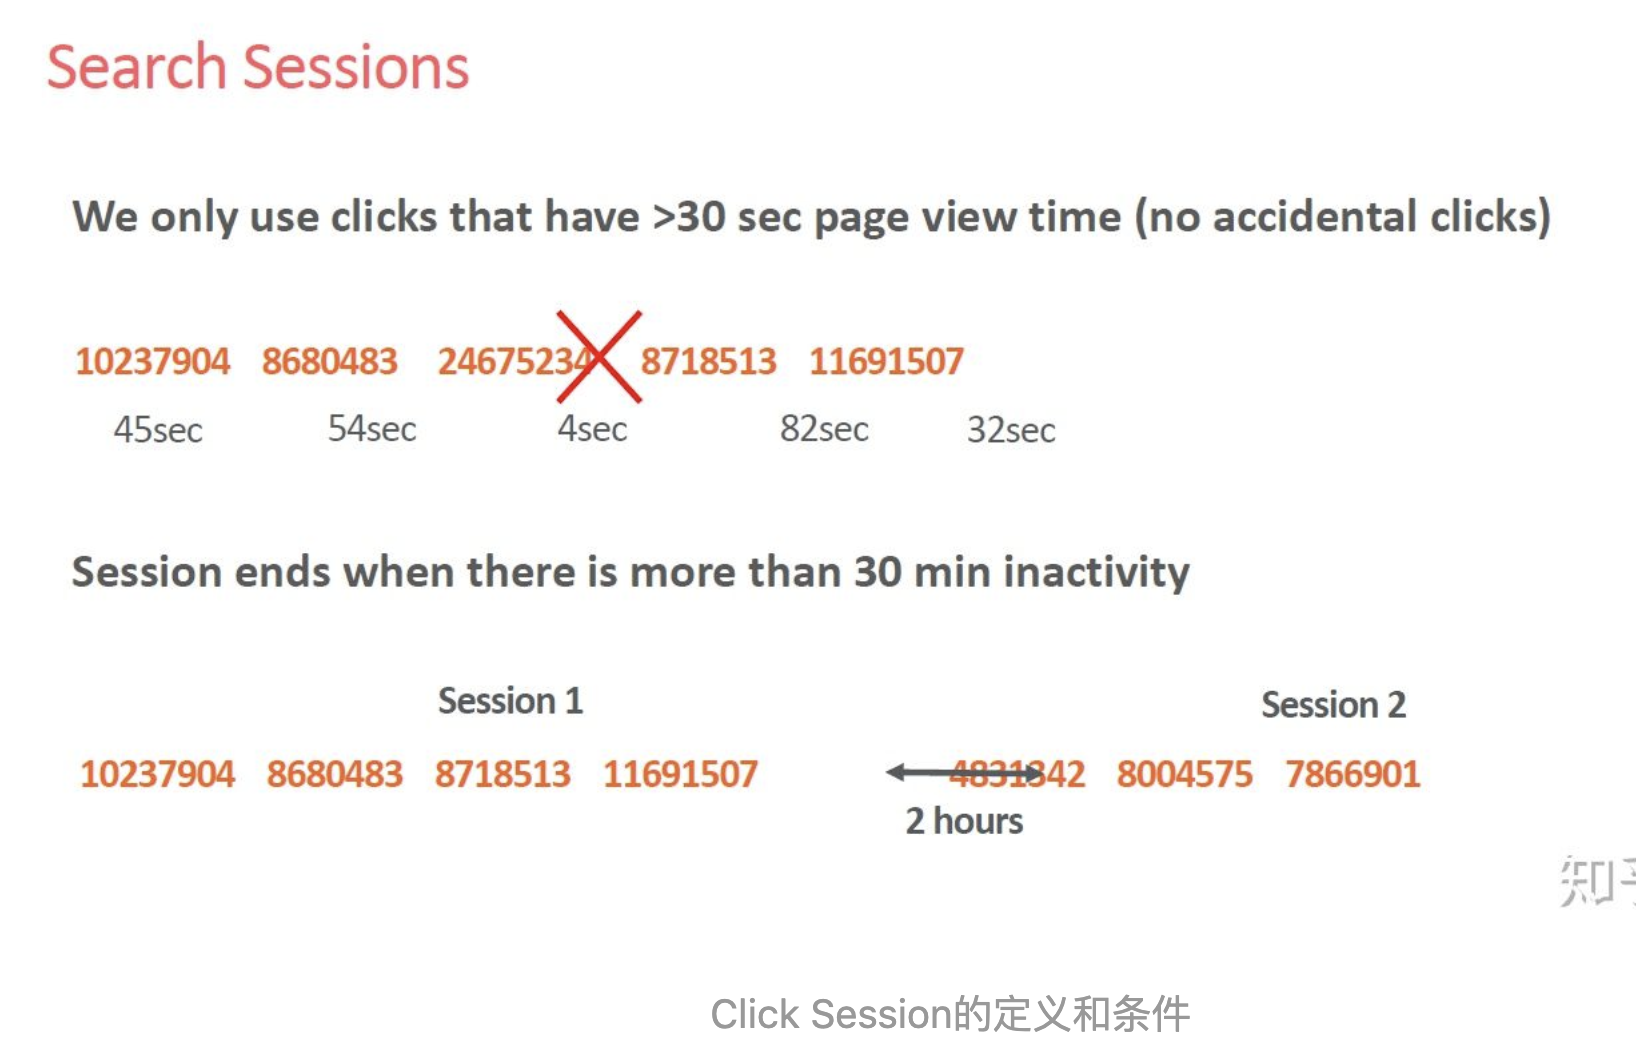 Search Sessions
We only use clicks that have >30 sec page view time (no accidental clicks)
10237904 8680483 24675234 8718513 11691507
45sec 54sec 4sec 82sec 32sec
Session ends when there is more than 30 min inactivity
Session 1 Session 2
10237904 8680483 8718513 11691507 4831342 8004575 7866901
2 hours
知
Click Session的定义和条件